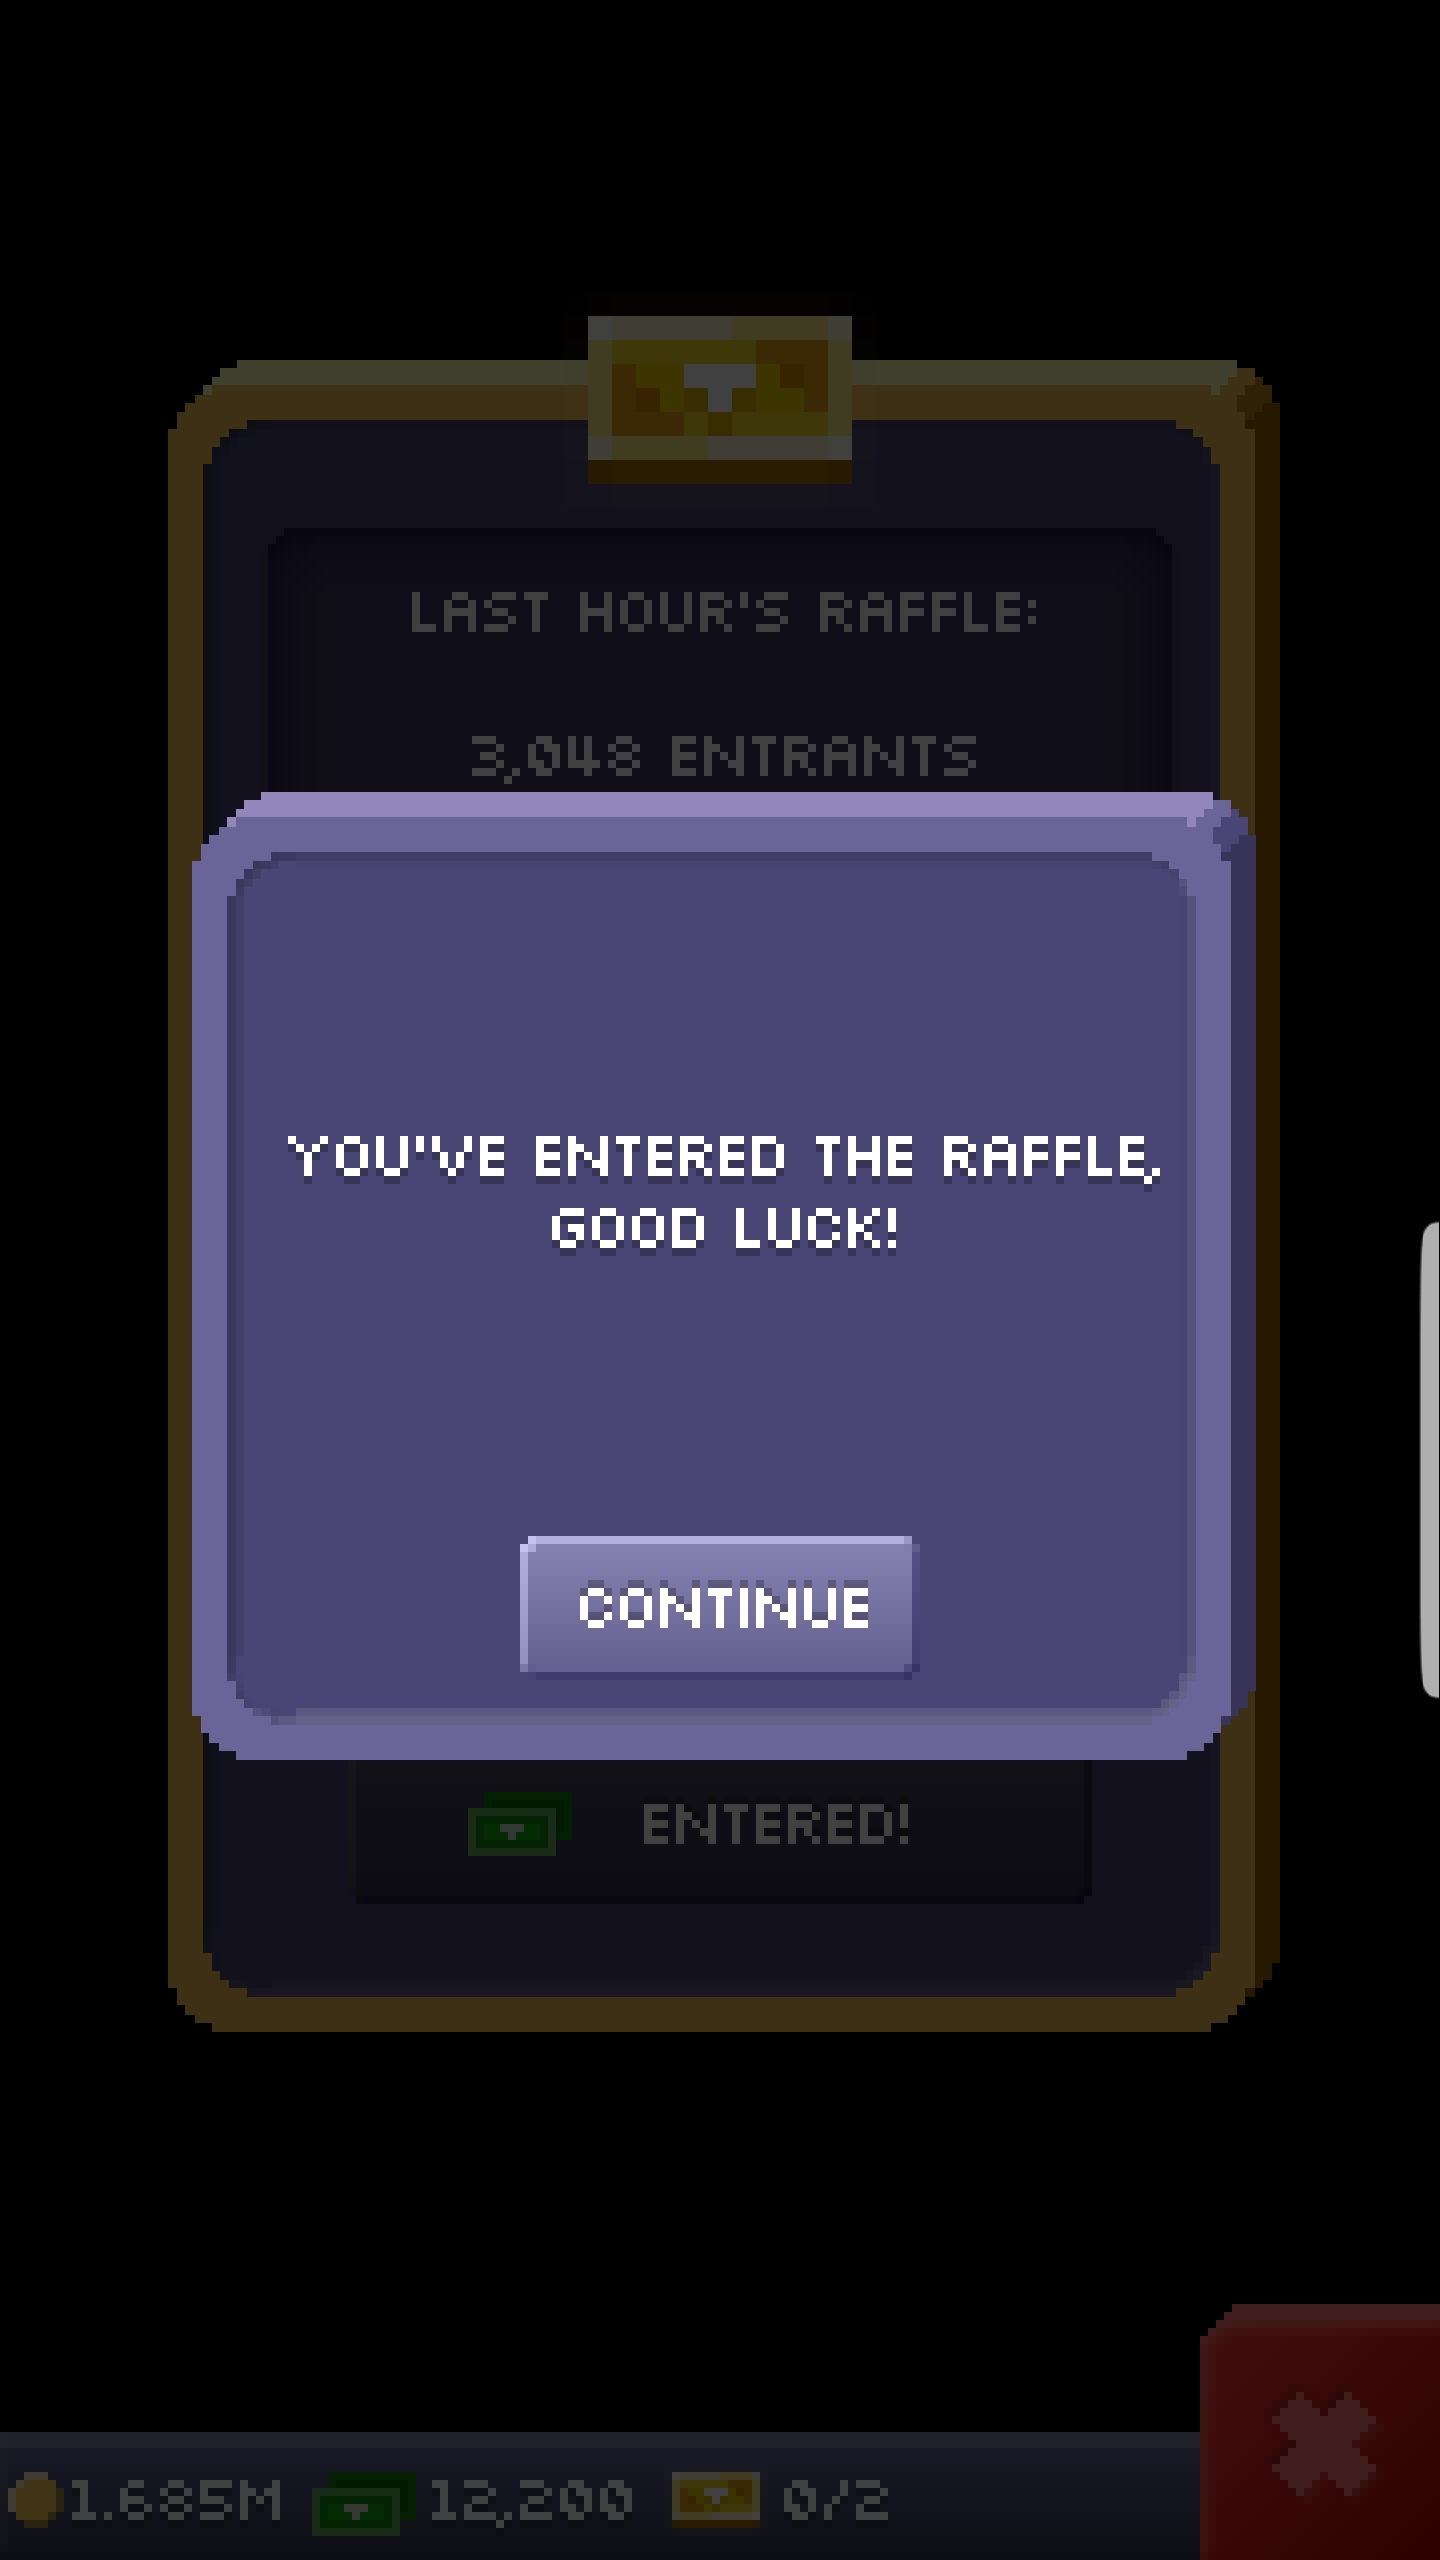 LAST HOUR'S RAFFLE:
3,048 ENTRANTS
YOU'VE ENTERED THE RAFFLE,
GOOD LUCK!
CONTINUE
ENTERED!
1.685M 12,200 0/2